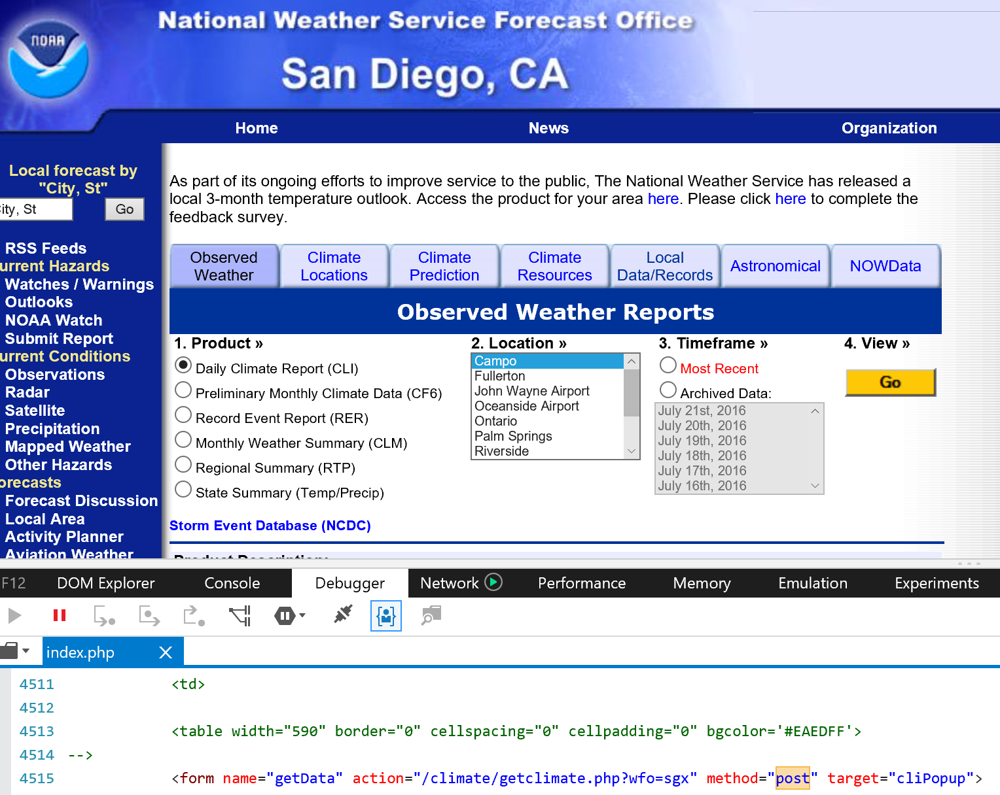 National Weather Service Forecast Office
NOAA
San Diego, CA
Home News Organization
Local forecast by
"City, St"
ity, St Go
RSS Feeds
urrent Hazards
Watches / Warnings
Outlooks
NOAA Watch
Submit Report
urrent Conditions
Observations
Radar
Satellite
Precipitation
Mapped Weather
Other Hazards
orecasts
Forecast Discussion
Local Area
Activity Planner
Aviation Weather
As part of its ongoing efforts to improve service to the public, The National Weather Service has released a
local 3-month temperature outlook. Access the product for your area here. Please click here to complete the
feedback survey.
Observed Weather
Climate Locations
Climate Prediction
Climate Resources
Local Data/Records
Astronomical
NOWData
Observed Weather Reports
1. Product »
Daily Climate Report (CLI)
Preliminary Monthly Climate Data (CF6)
Record Event Report (RER)
Monthly Weather Summary (CLM)
Regional Summary (RTP)
State Summary (Temp/Precip)
2. Location »
Campo
Fullerton
John Wayne Airport
Oceanside Airport
Ontario
Palm Springs
Riverside
3. Timeframe »
Most Recent
Archived Data:
July 21st, 2016
July 20th, 2016
July 19th, 2016
July 18th, 2016
July 17th, 2016
July 16th, 2016
4. View »
Go
Storm Event Database (NCDC)
Product Description:
F12 DOM Explorer Console Debugger Network Performance Memory Emulation Experiments
index.php
4511 <td>
4512
4513 <table width="590" border="0" cellspacing="0" cellpadding="0" bgcolor='#EAEDFF'>
4514 -->
4515 <form name="getData" action="/climate/getclimate.php?wfo=sgx" method="post" target="cliPopup">